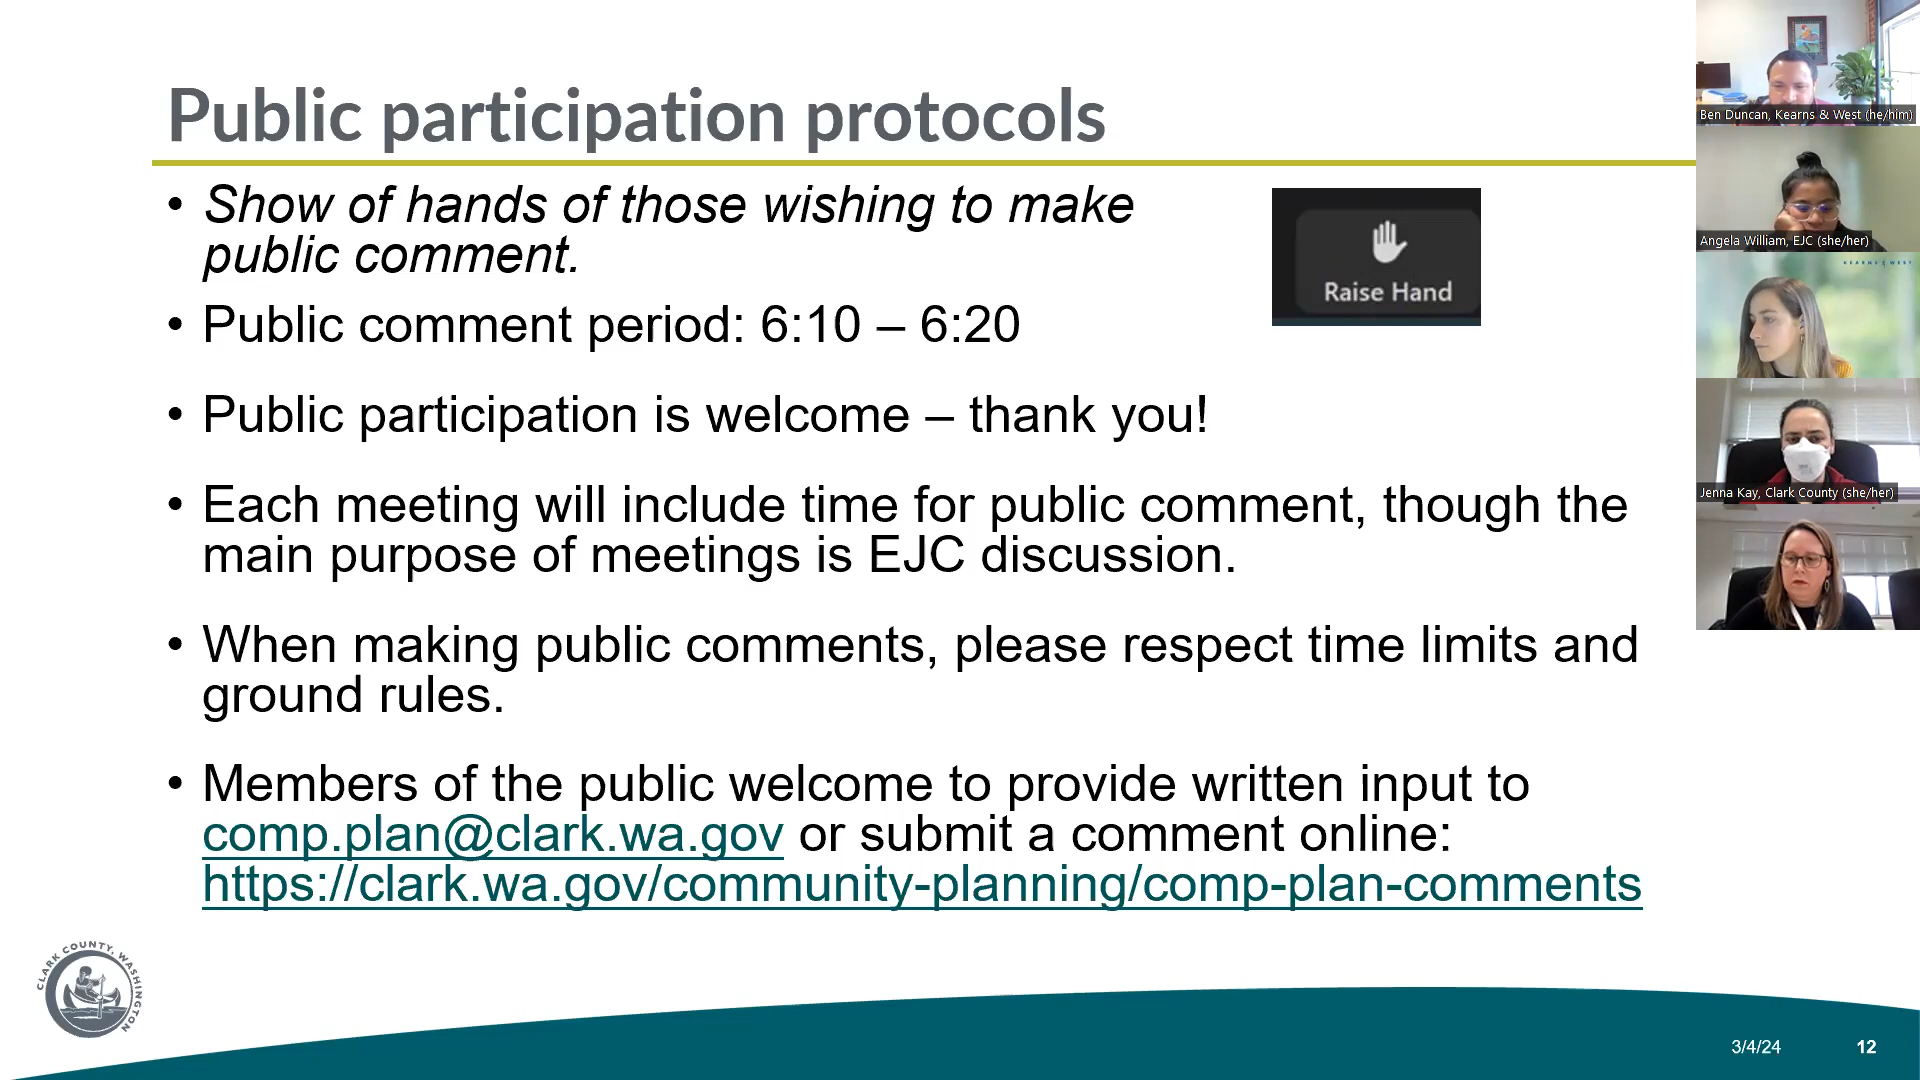 Public participation protocols
• Show of hands of those wishing to make
public comment.
Raise Hand
• Public comment period: 6:10 – 6:20
• Public participation is welcome – thank you!
• Each meeting will include time for public comment, though the
main purpose of meetings is EJC discussion.
• When making public comments, please respect time limits and
ground rules.
• Members of the public welcome to provide written input to
comp.plan@clark.wa.gov or submit a comment online:
https://clark.wa.gov/community-planning/comp-plan-comments
Ben Duncan, Kearns & West (he/him)
Angela William, EJC (she/her)
KEARNS & WEST
Jenna Kay, Clark County (she/her)
CLARK COUNTY, WASHINGTON
3/4/24
12